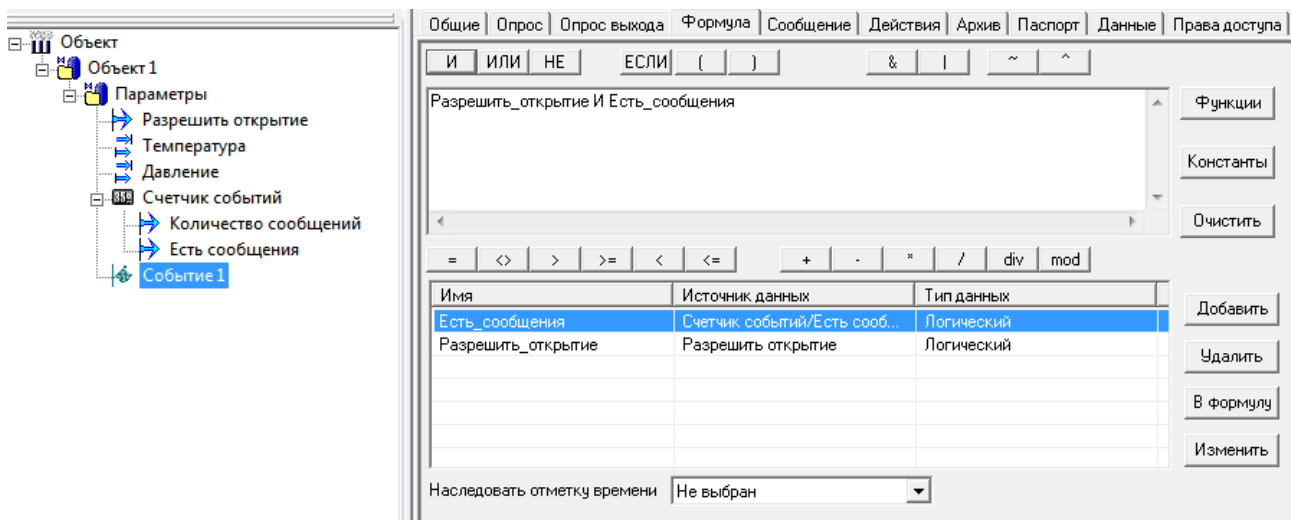 Объект
Объект 1
Параметры
Разрешить открытие
Температура
Давление
Счетчик событий
Количество сообщений
Есть сообщения
Событие 1
Общие Опрос Опрос выхода Формула Сообщение Действия Архив Паспорт Данные Права доступа
И ИЛИ НЕ ЕСЛИ ( ) & | ~ ^
Разрешить_открытие И Есть_сообщения
Функции
Константы
Очистить
= <> > >= < <= + - * / div mod
Имя Источник данных Тип данных
Есть_сообщения Счетчик событий/Есть сооб... Логический
Разрешить_открытие Разрешить открытие Логический
Добавить
Удалить
В формулу
Изменить
Наследовать отметку времени Не выбран